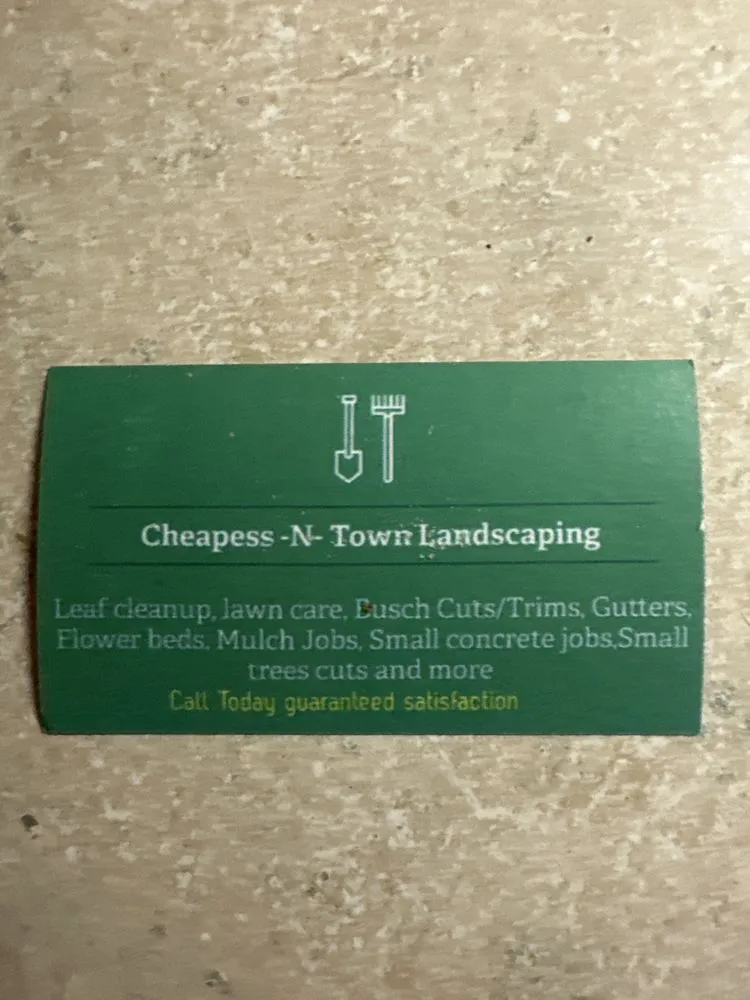 Cheapess -N- Town Landscaping
Leaf cleanup, lawn care, Busch Cuts/Trims, Gutters,
Flower beds, Mulch Jobs, Small concrete jobs,Small
trees cuts and more
Call Today guaranteed satisfaction